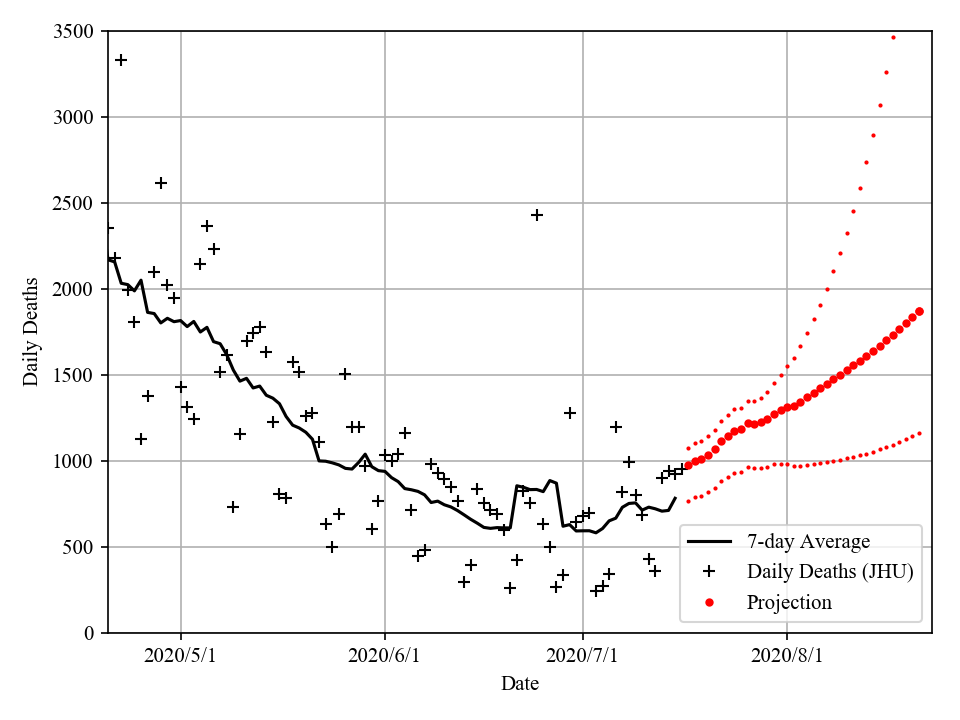 3500
3000
2500
2000
1500
1000
500
0
Daily Deaths
7-day Average
Daily Deaths (JHU)
Projection
2020/5/1
2020/6/1
2020/7/1
2020/8/1
Date